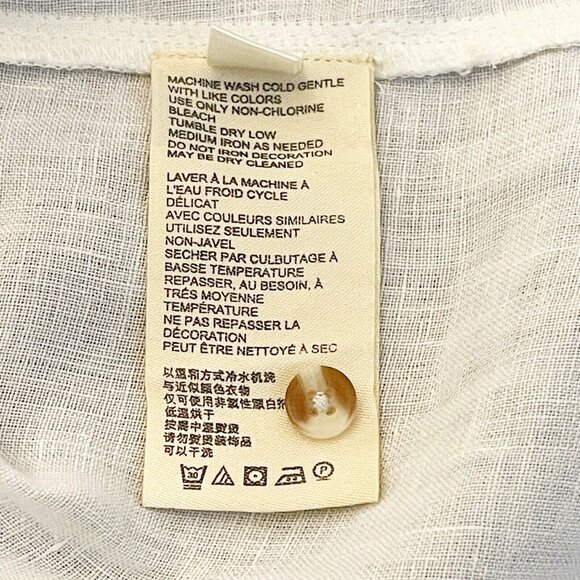 MACHINE WASH COLD GENTLE
WITH LIKE COLORS
USE ONLY NON-CHLORINE
BLEACH
TUMBLE DRY LOW
MEDIUM IRON AS NEEDED
DO NOT IRON DECORATION
MAY BE DRY CLEANED
LAVER À LA MACHINE À
L'EAU FROID CYCLE
DÉLICAT
AVEC COULEURS SIMILAIRES
UTILISEZ SEULEMENT
NON-JAVEL
SECHER PAR CULBUTAGE À
BASSE TEMPERATURE
REPASSER, AU BESOIN, À
TRÉS MOYENNE
TEMPÉRATURE
NE PAS REPASSER LA
DÉCORATION
PEUT ÊTRE NETTOYÉ À SEC
以温和方式冷水机洗
与近似颜色衣物
仅可使用非氯性漂白剂
低温烘干
按需中温熨烫
请勿熨烫装饰品
可以干洗
30
P